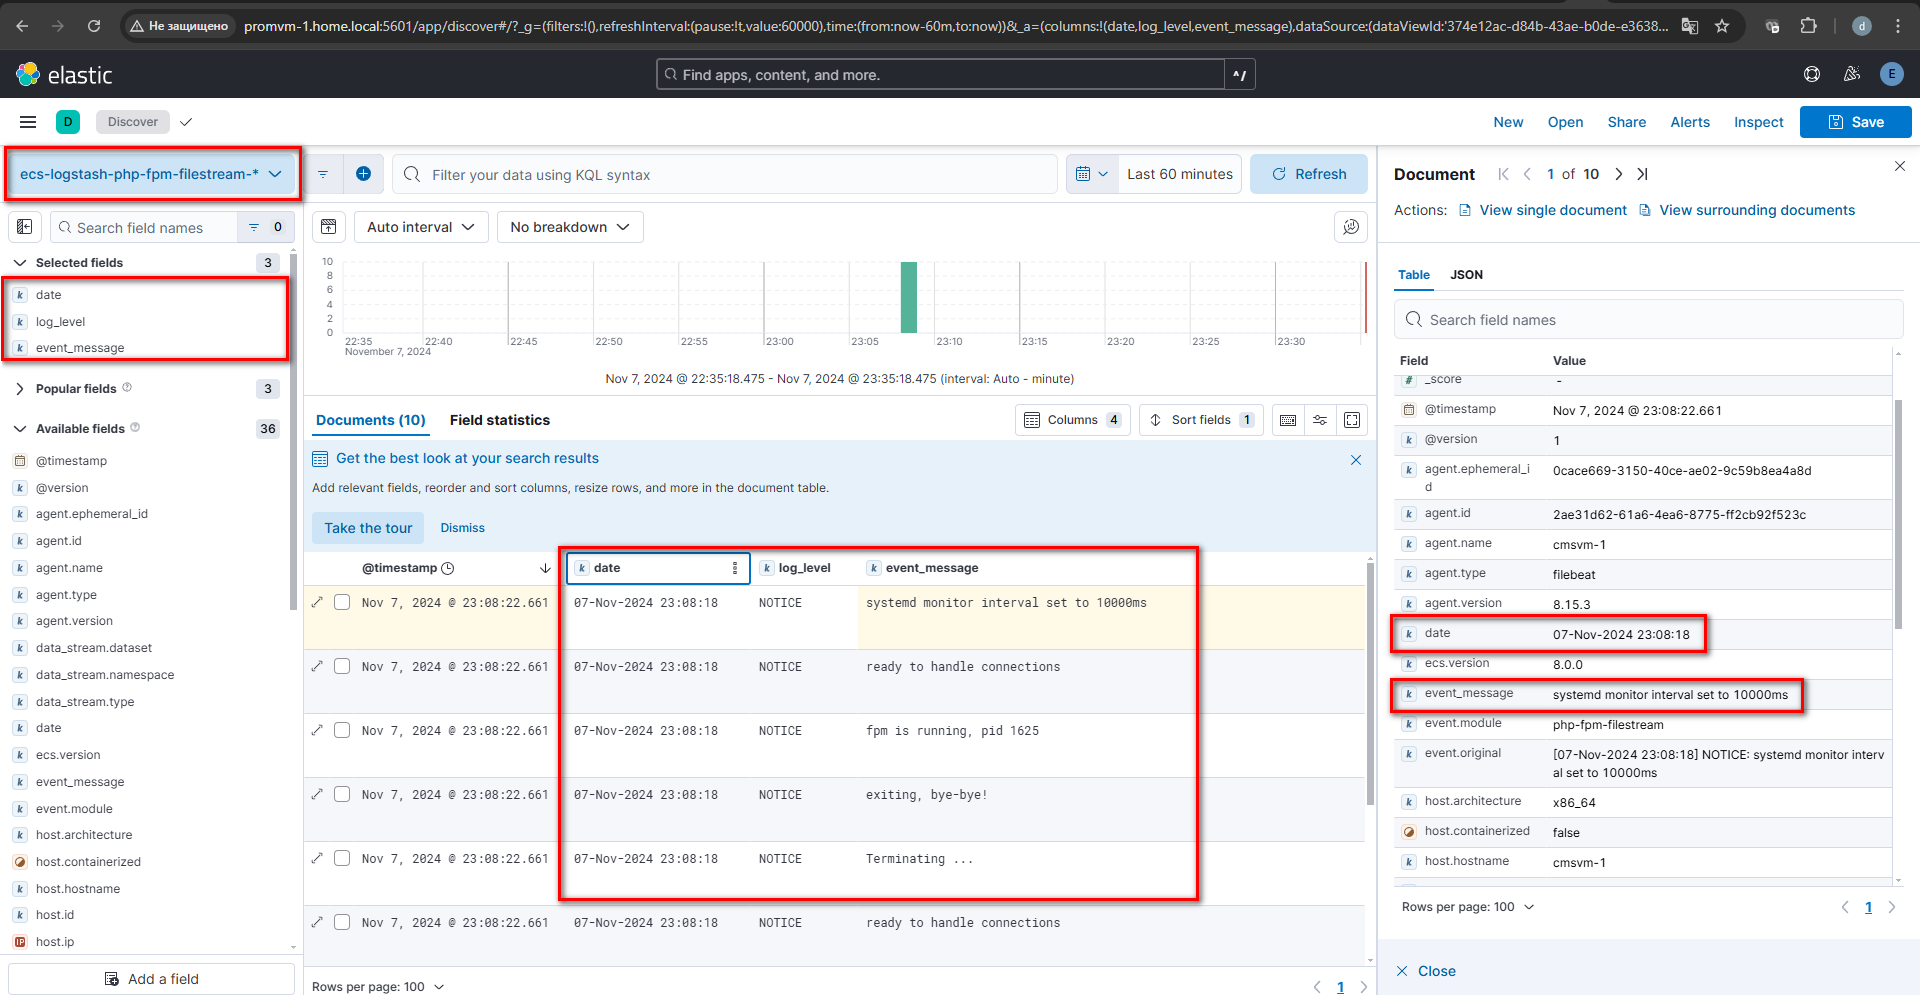 Не защищено promvm-1.home.local:5601/app/discover#/?_g=(filters:!(),refreshInterval:(pause:!t,value:60000),time:(from:now-60m,to:now))&_a=(columns:!(date,log_level,event_message),dataSource:(dataViewId:'374e12ac-d84b-43ae-b0de-e3638... d
elastic Find apps, content, and more. ^/ E
D Discover New Open Share Alerts Inspect Save
ecs-logstash-php-fpm-filestream-* Filter your data using KQL syntax Last 60 minutes Refresh
Search field names 0
Selected fields 3
k date
k log_level
k event_message
Popular fields 3
Available fields 36
@timestamp
k @version
k agent.ephemeral_id
k agent.id
k agent.name
k agent.type
k agent.version
k data_stream.dataset
k data_stream.namespace
k data_stream.type
k date
k ecs.version
k event_message
k event.module
k host.architecture
host.containerized
k host.hostname
k host.id
IP host.ip
Add a field
Auto interval No breakdown
10
8
6
4
2
0
22:35 22:40 22:45 22:50 22:55 23:00 23:05 23:10 23:15 23:20 23:25 23:30
November 7, 2024
Nov 7, 2024 @ 22:35:18.475 - Nov 7, 2024 @ 23:35:18.475 (interval: Auto - minute)
Documents (10) Field statistics Columns 4 Sort fields 1
Get the best look at your search results
Add relevant fields, reorder and sort columns, resize rows, and more in the document table.
Take the tour Dismiss
@timestamp k date k log_level k event_message
Nov 7, 2024 @ 23:08:22.661 07-Nov-2024 23:08:18 NOTICE systemd monitor interval set to 10000ms
Nov 7, 2024 @ 23:08:22.661 07-Nov-2024 23:08:18 NOTICE ready to handle connections
Nov 7, 2024 @ 23:08:22.661 07-Nov-2024 23:08:18 NOTICE fpm is running, pid 1625
Nov 7, 2024 @ 23:08:22.661 07-Nov-2024 23:08:18 NOTICE exiting, bye-bye!
Nov 7, 2024 @ 23:08:22.661 07-Nov-2024 23:08:18 NOTICE Terminating ...
Nov 7, 2024 @ 23:08:22.661 07-Nov-2024 23:08:18 NOTICE ready to handle connections
Rows per page: 100 1
Document 1 of 10
Actions: View single document View surrounding documents
Table JSON
Search field names
Field Value
# _score -
@timestamp Nov 7, 2024 @ 23:08:22.661
k @version 1
k agent.ephemeral_i 0cace669-3150-40ce-ae02-9c59b8ea4a8d
d
k agent.id 2ae31d62-61a6-4ea6-8775-ff2cb92f523c
k agent.name cmsvm-1
k agent.type filebeat
k agent.version 8.15.3
k date 07-Nov-2024 23:08:18
k ecs.version 8.0.0
k event_message systemd monitor interval set to 10000ms
k event.module php-fpm-filestream
k event.original [07-Nov-2024 23:08:18] NOTICE: systemd monitor interv
al set to 10000ms
k host.architecture x86_64
host.containerized false
k host.hostname cmsvm-1
Rows per page: 100 1
Close